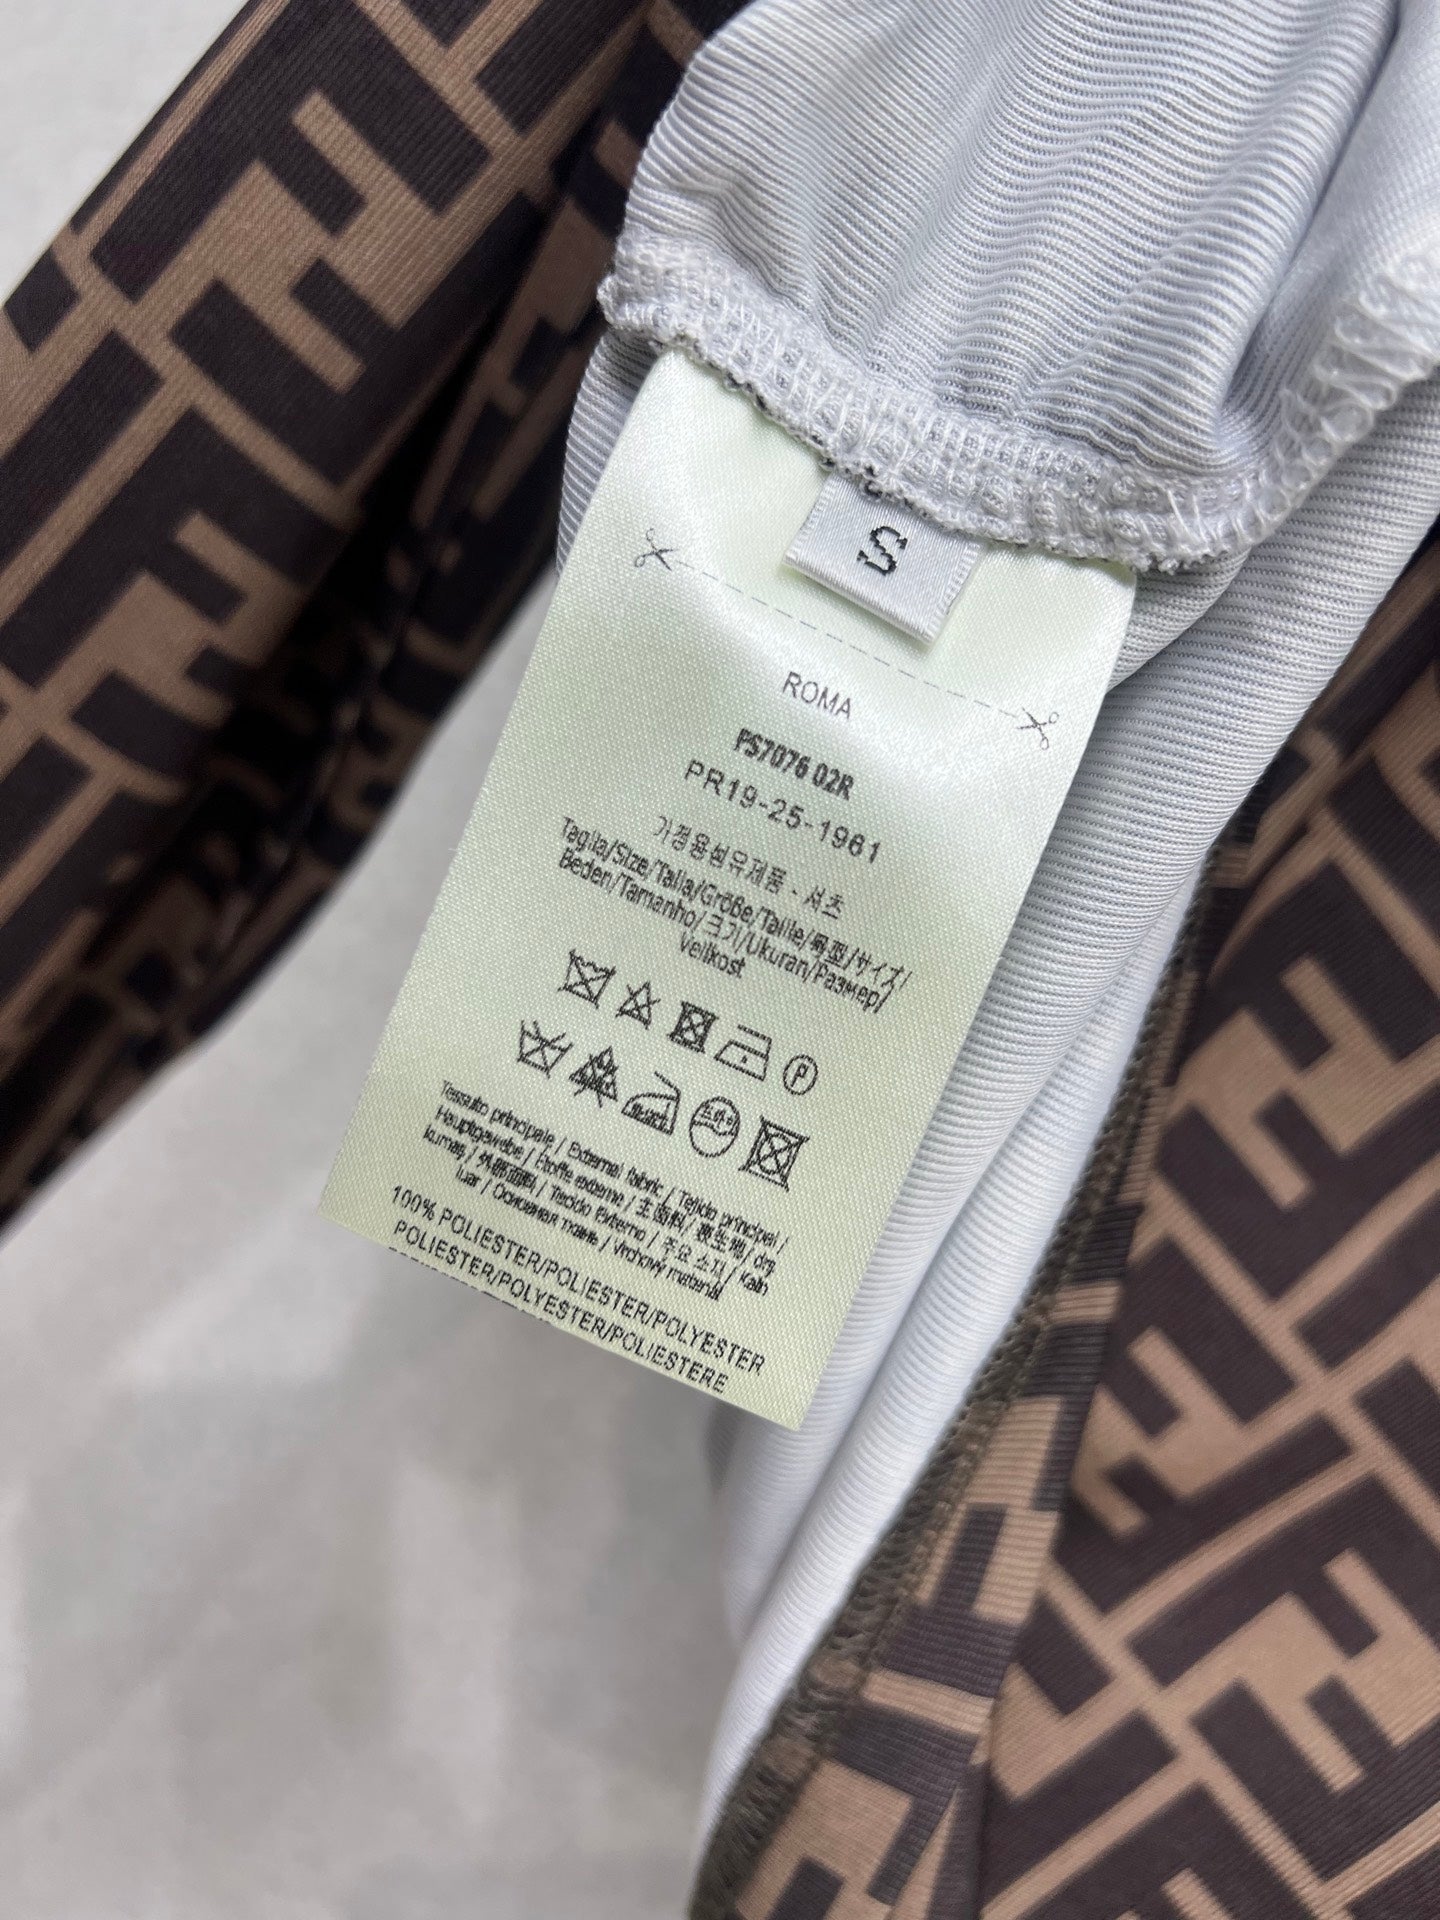 S
ROMA
PS7076 02R
PR19-25-1961
가정용섬유제품 - 셔츠
Taglia/Size/Talla/Größe/Taille/号型/サイズ/
Beden/Tamanho/크기/Ukuran/Размер/
Velikost
P
Tessuto principale / External fabric / Tejido principal /
Hauptgewebe / Étoffe externe / 主面料 / 表生地 / dış
kumaş / 外部面料 / Tecido Externo / 주요 소재 / Kain
luar / Основная ткань / Vrchový materiál
100% POLIESTER/POLIESTER/POLYESTER
POLIESTER/POLYESTER/POLIESTERE